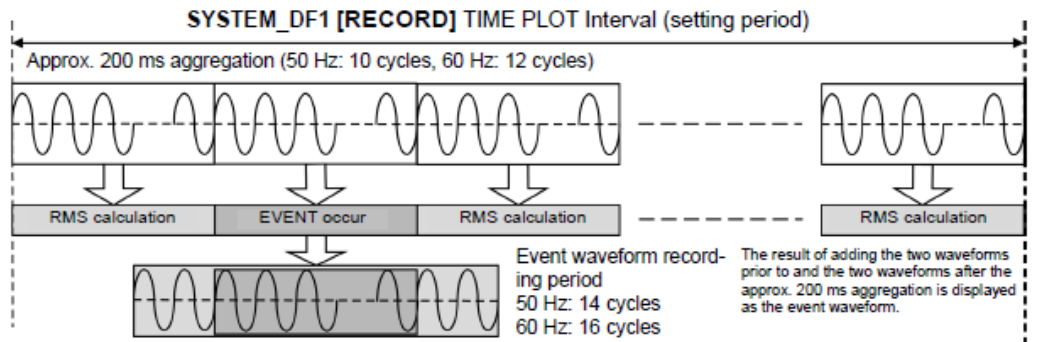 SYSTEM_DF1 [RECORD] TIME PLOT Interval (setting period)
Approx. 200 ms aggregation (50 Hz: 10 cycles, 60 Hz: 12 cycles)
RMS calculation
EVENT occur
RMS calculation
RMS calculation
Event waveform record-
ing period
50 Hz: 14 cycles
60 Hz: 16 cycles
The result of adding the two waveforms
prior to and the two waveforms after the
approx. 200 ms aggregation is displayed
as the event waveform.